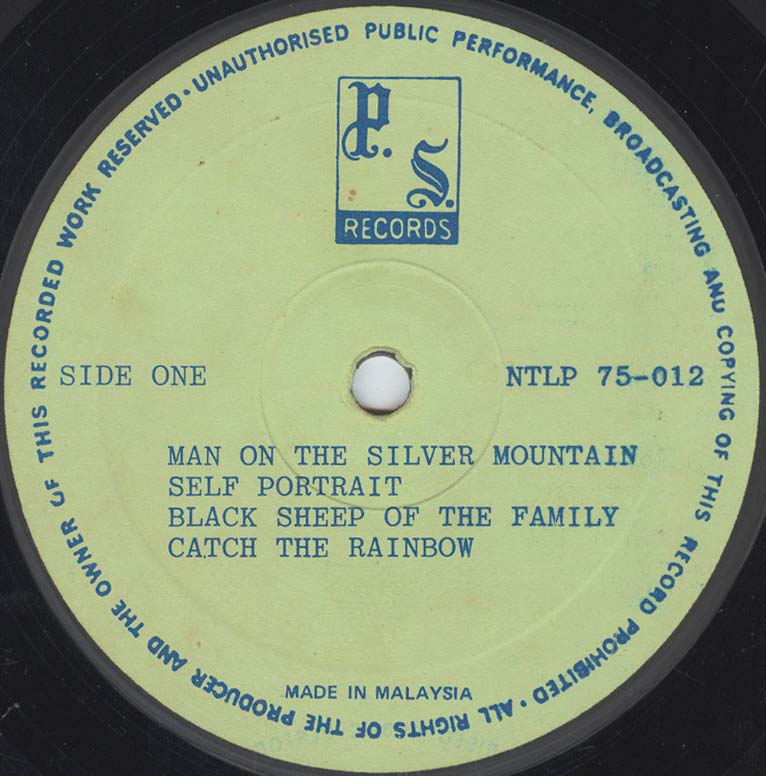 UNAUTHORISED PUBLIC PERFORMANCE, BROADCASTING AND COPYING OF THIS RECORD PROHIBITED · ALL RIGHTS OF THE PRODUCER AND THE OWNER OF THIS RECORDED WORK RESERVED ·
P. S.
RECORDS
SIDE ONE
NTLP 75-012
MAN ON THE SILVER MOUNTAIN
SELF PORTRAIT
BLACK SHEEP OF THE FAMILY
CATCH THE RAINBOW
MADE IN MALAYSIA